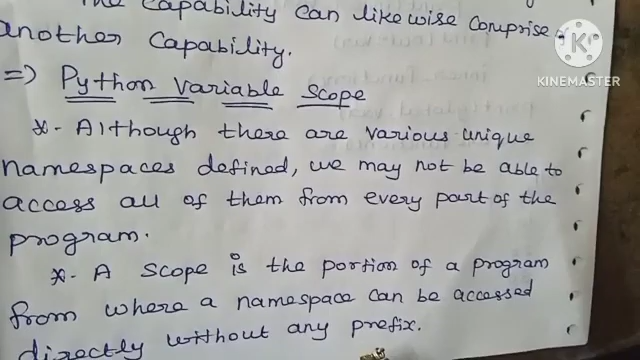 The Capability can likewise comprise
another Capability.
=) Python Variable Scope
*- Although there are various unique
namespaces defined, we may not be able to
access all of them from every part of the
program.
*- A scope is the portion of a program
from where a namespace can be accessed
directly without any prefix.
KINEMASTER